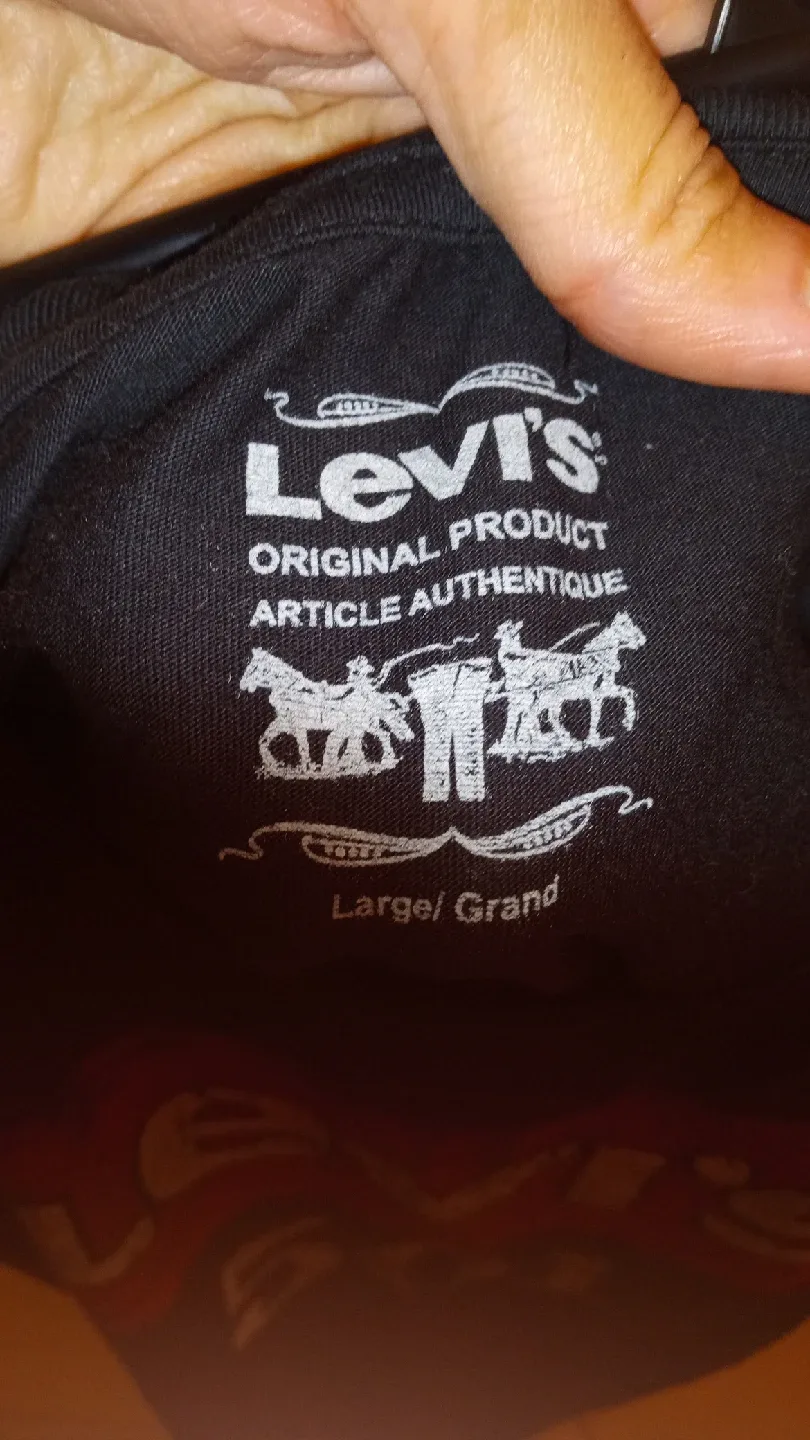 Levi's
ORIGINAL PRODUCT
ARTICLE AUTHENTIQUE
Large/ Grand